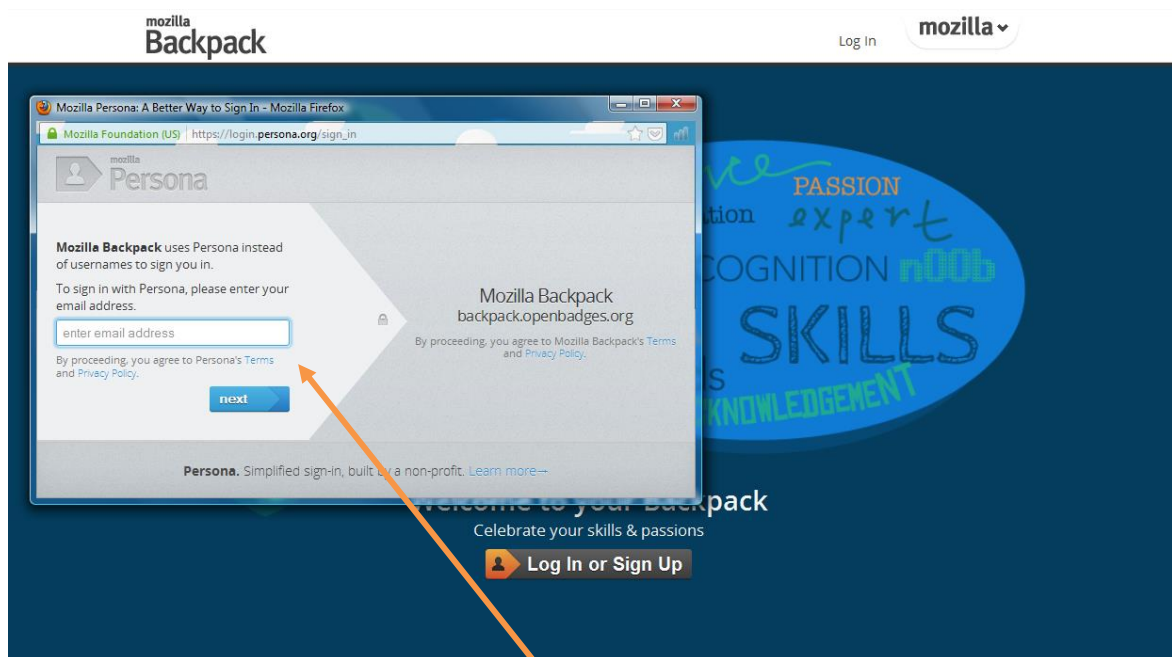 mozilla
Backpack
Log In
mozilla
Mozilla Persona: A Better Way to Sign In - Mozilla Firefox
Mozilla Foundation (US) https://login.persona.org/sign_in
mozilla
Persona
Mozilla Backpack uses Persona instead
of usernames to sign you in.
To sign in with Persona, please enter your
email address.
enter email address
By proceeding, you agree to Persona's Terms
and Privacy Policy.
next
Mozilla Backpack
backpack.openbadges.org
By proceeding, you agree to Mozilla Backpack's Terms
and Privacy Policy.
Persona. Simplified sign-in, built by a non-profit. Learn more→
PASSION
expert
n00b
SKILLS
Welcome to your Backpack
Celebrate your skills & passions
Log In or Sign Up